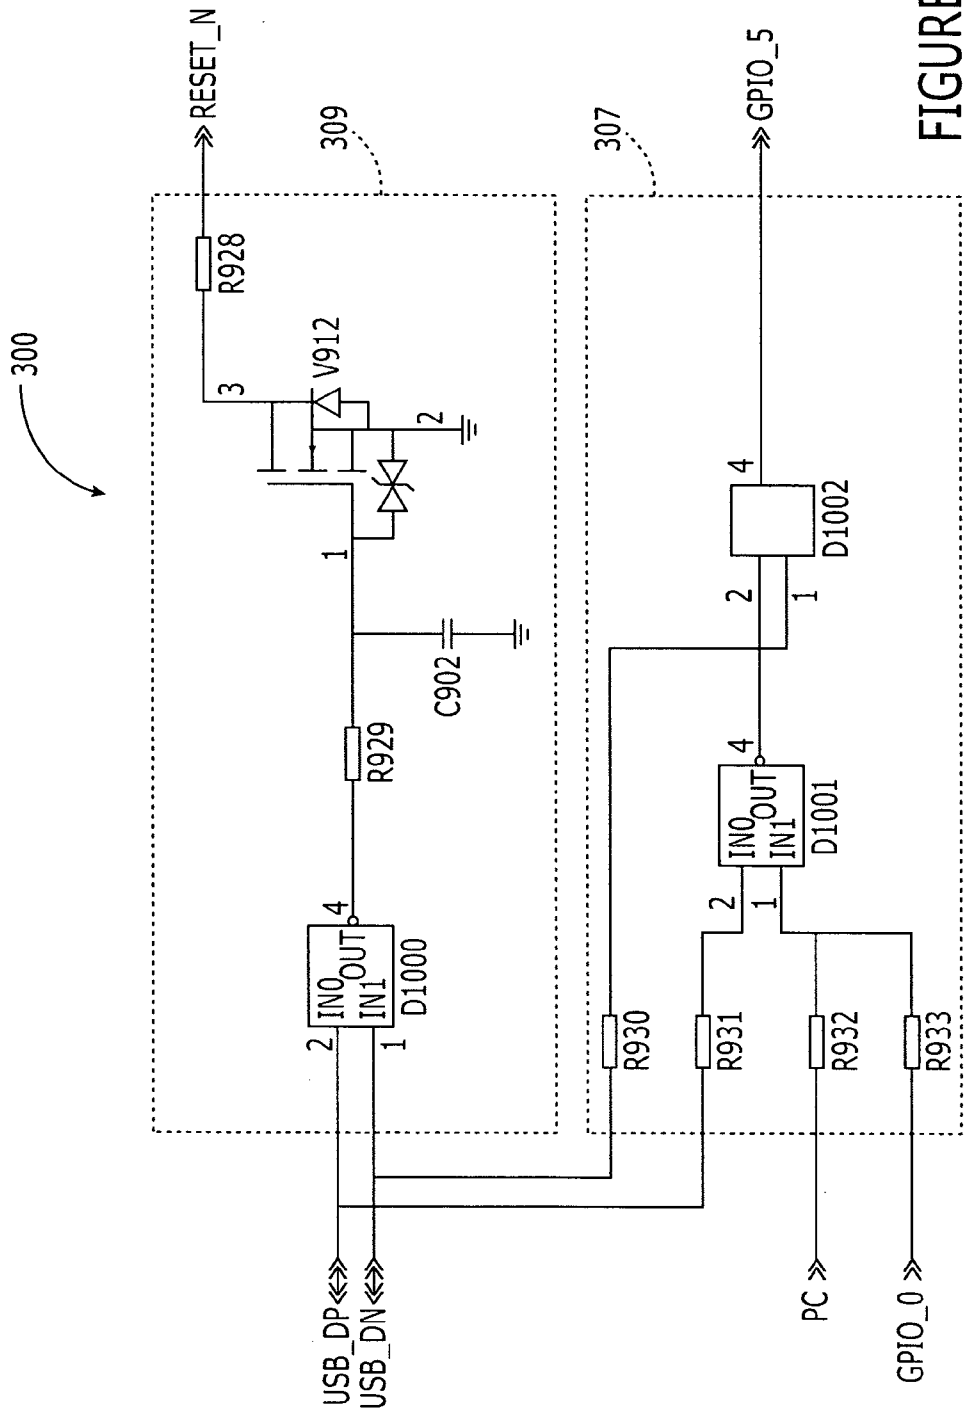 300
RESET_N
309
R928
3
V912
2
1
C902
R929
4
IN0
OUT
IN1
D1000
2
1
USB_DP
USB_DN
307
GPIO_5
4
D1002
2
1
4
IN0
OUT
IN1
D1001
2
1
R930
R931
R932
R933
PC
GPIO_0
FIGURE